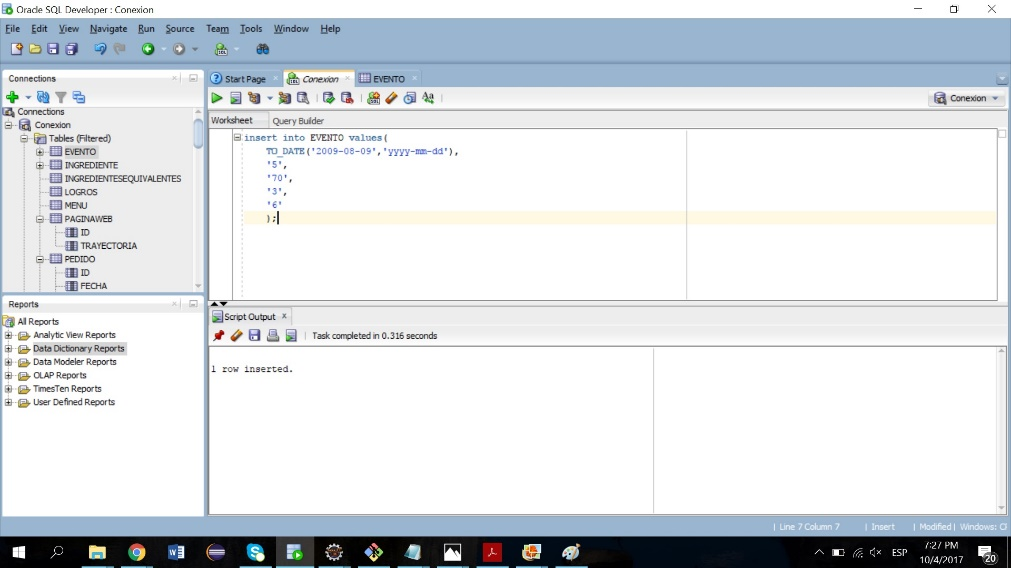 Oracle SQL Developer : Conexion
File Edit View Navigate Run Source Team Tools Window Help
Connections
Connections
Conexion
Tables (Filtered)
EVENTO
INGREDIENTE
INGREDIENTESEQUIVALENTES
LOGROS
MENU
PAGINAWEB
ID
TRAYECTORIA
PEDIDO
ID
FECHA
Reports
All Reports
Analytic View Reports
Data Dictionary Reports
Data Modeler Reports
OLAP Reports
TimesTen Reports
User Defined Reports
Start Page Conexion EVENTO
Conexion
Worksheet Query Builder
insert into EVENTO values(
TO_DATE('2009-08-09','yyyy-mm-dd'),
'5',
'70',
'3',
'6'
);
Script Output x
Task completed in 0.316 seconds
1 row inserted.
Line 7 Column 7 | Insert | Modified | Windows: C
ESP
7:27 PM
10/4/2017
20